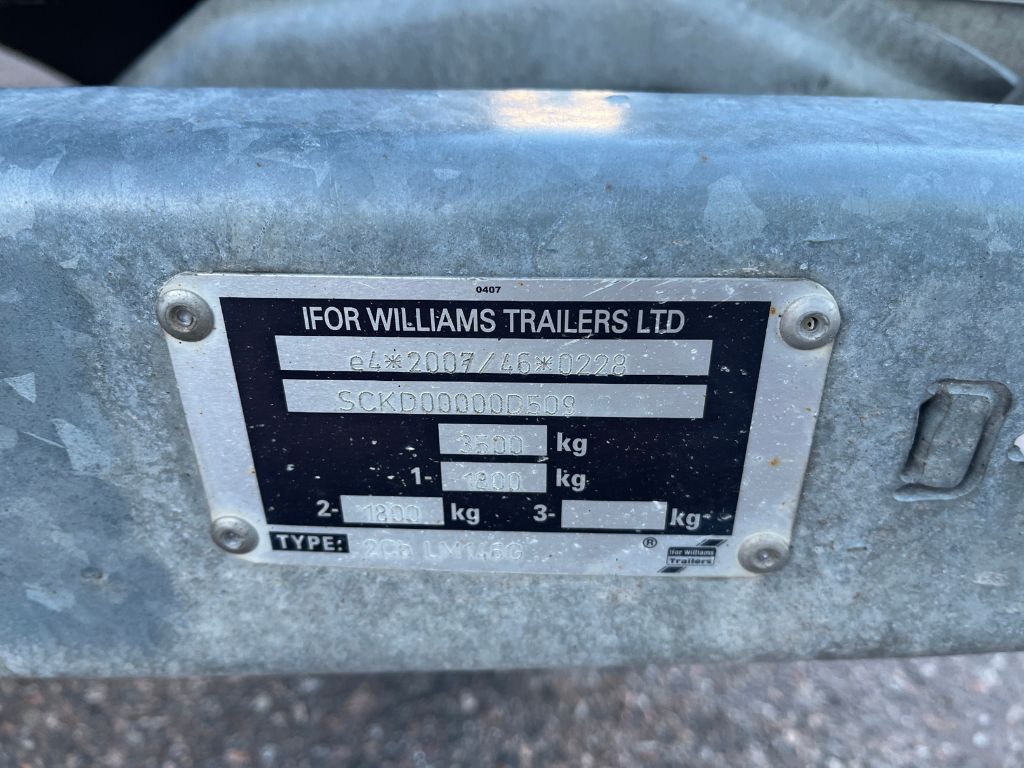 0407
IFOR WILLIAMS TRAILERS LTD
e4*2007/46*0228
SCKD00000D509
3500 kg
1- 1800 kg
2- 1800 kg 3- kg
TYPE: 2Cb LM146G ®
Ifor Williams
Trailers
D